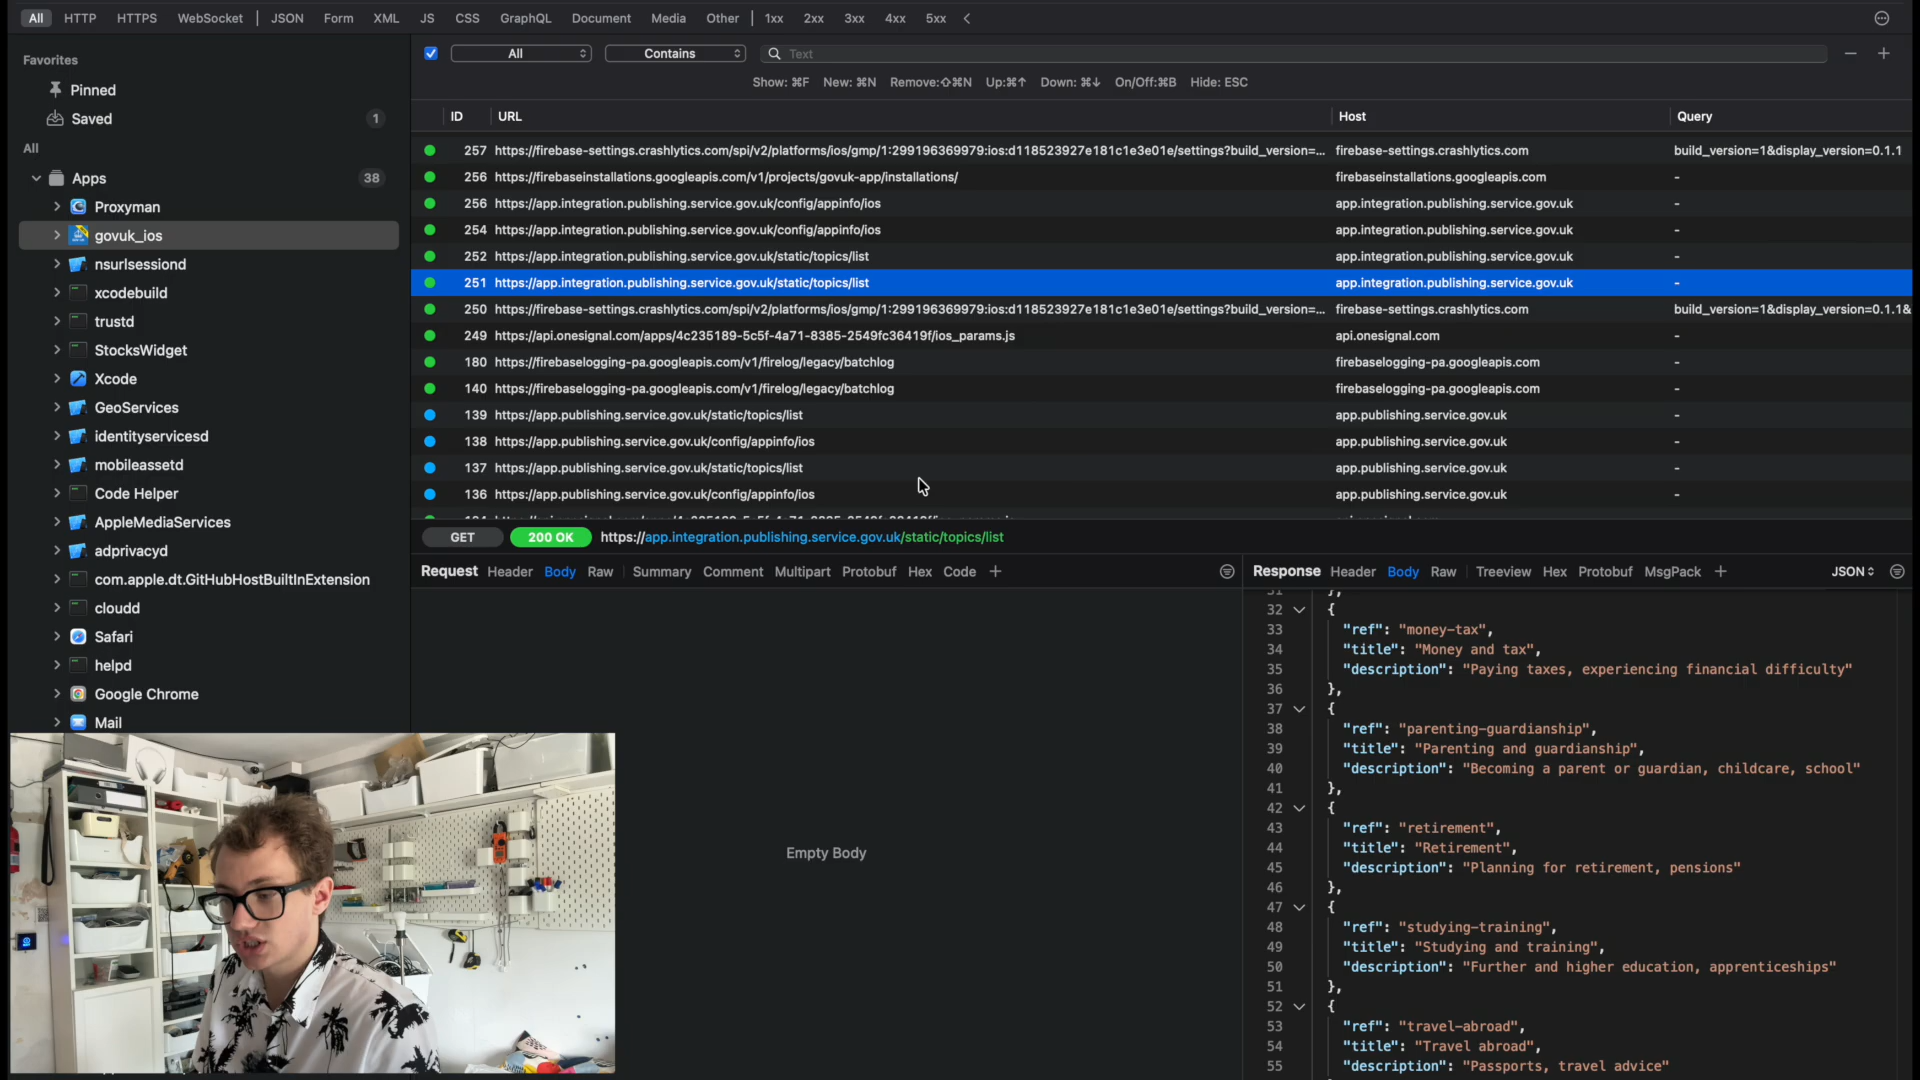 All HTTP HTTPS WebSocket JSON Form XML JS CSS GraphQL Document Media Other 1xx 2xx 3xx 4xx 5xx
All Contains Text
Show: ⌘F New: ⌘N Remove:⇧⌘N Up:⌘↑ Down: ⌘↓ On/Off:⌘B Hide: ESC
Favorites
Pinned
Saved 1
All
Apps 38
Proxyman
govuk_ios
nsurlsessiond
xcodebuild
trustd
StocksWidget
Xcode
GeoServices
identityservicesd
mobileassetd
Code Helper
AppleMediaServices
adprivacyd
com.apple.dt.GitHubHostBuiltInExtension
cloudd
Safari
helpd
Google Chrome
Mail
ID URL Host Query
257 https://firebase-settings.crashlytics.com/spi/v2/platforms/ios/gmp/1:299196369979:ios:d118523927e181c1e3e01e/settings?build_version=... firebase-settings.crashlytics.com build_version=1&display_version=0.1.1
256 https://firebaseinstallations.googleapis.com/v1/projects/govuk-app/installations/ firebaseinstallations.googleapis.com -
256 https://app.integration.publishing.service.gov.uk/config/appinfo/ios app.integration.publishing.service.gov.uk -
254 https://app.integration.publishing.service.gov.uk/config/appinfo/ios app.integration.publishing.service.gov.uk -
252 https://app.integration.publishing.service.gov.uk/static/topics/list app.integration.publishing.service.gov.uk -
251 https://app.integration.publishing.service.gov.uk/static/topics/list app.integration.publishing.service.gov.uk -
250 https://firebase-settings.crashlytics.com/spi/v2/platforms/ios/gmp/1:299196369979:ios:d118523927e181c1e3e01e/settings?build_version=... firebase-settings.crashlytics.com build_version=1&display_version=0.1.1&
249 https://api.onesignal.com/apps/4c235189-5c5f-4a71-8385-2549fc36419f/ios_params.js api.onesignal.com -
180 https://firebaselogging-pa.googleapis.com/v1/firelog/legacy/batchlog firebaselogging-pa.googleapis.com -
140 https://firebaselogging-pa.googleapis.com/v1/firelog/legacy/batchlog firebaselogging-pa.googleapis.com -
139 https://app.publishing.service.gov.uk/static/topics/list app.publishing.service.gov.uk -
138 https://app.publishing.service.gov.uk/config/appinfo/ios app.publishing.service.gov.uk -
137 https://app.publishing.service.gov.uk/static/topics/list app.publishing.service.gov.uk -
136 https://app.publishing.service.gov.uk/config/appinfo/ios app.publishing.service.gov.uk -
GET 200 OK https://app.integration.publishing.service.gov.uk/static/topics/list
Request Header Body Raw Summary Comment Multipart Protobuf Hex Code +
Empty Body
Response Header Body Raw Treeview Hex Protobuf MsgPack + JSON
31 },
32 {
33 "ref": "money-tax",
34 "title": "Money and tax",
35 "description": "Paying taxes, experiencing financial difficulty"
36 },
37 {
38 "ref": "parenting-guardianship",
39 "title": "Parenting and guardianship",
40 "description": "Becoming a parent or guardian, childcare, school"
41 },
42 {
43 "ref": "retirement",
44 "title": "Retirement",
45 "description": "Planning for retirement, pensions"
46 },
47 {
48 "ref": "studying-training",
49 "title": "Studying and training",
50 "description": "Further and higher education, apprenticeships"
51 },
52 {
53 "ref": "travel-abroad",
54 "title": "Travel abroad",
55 "description": "Passports, travel advice"